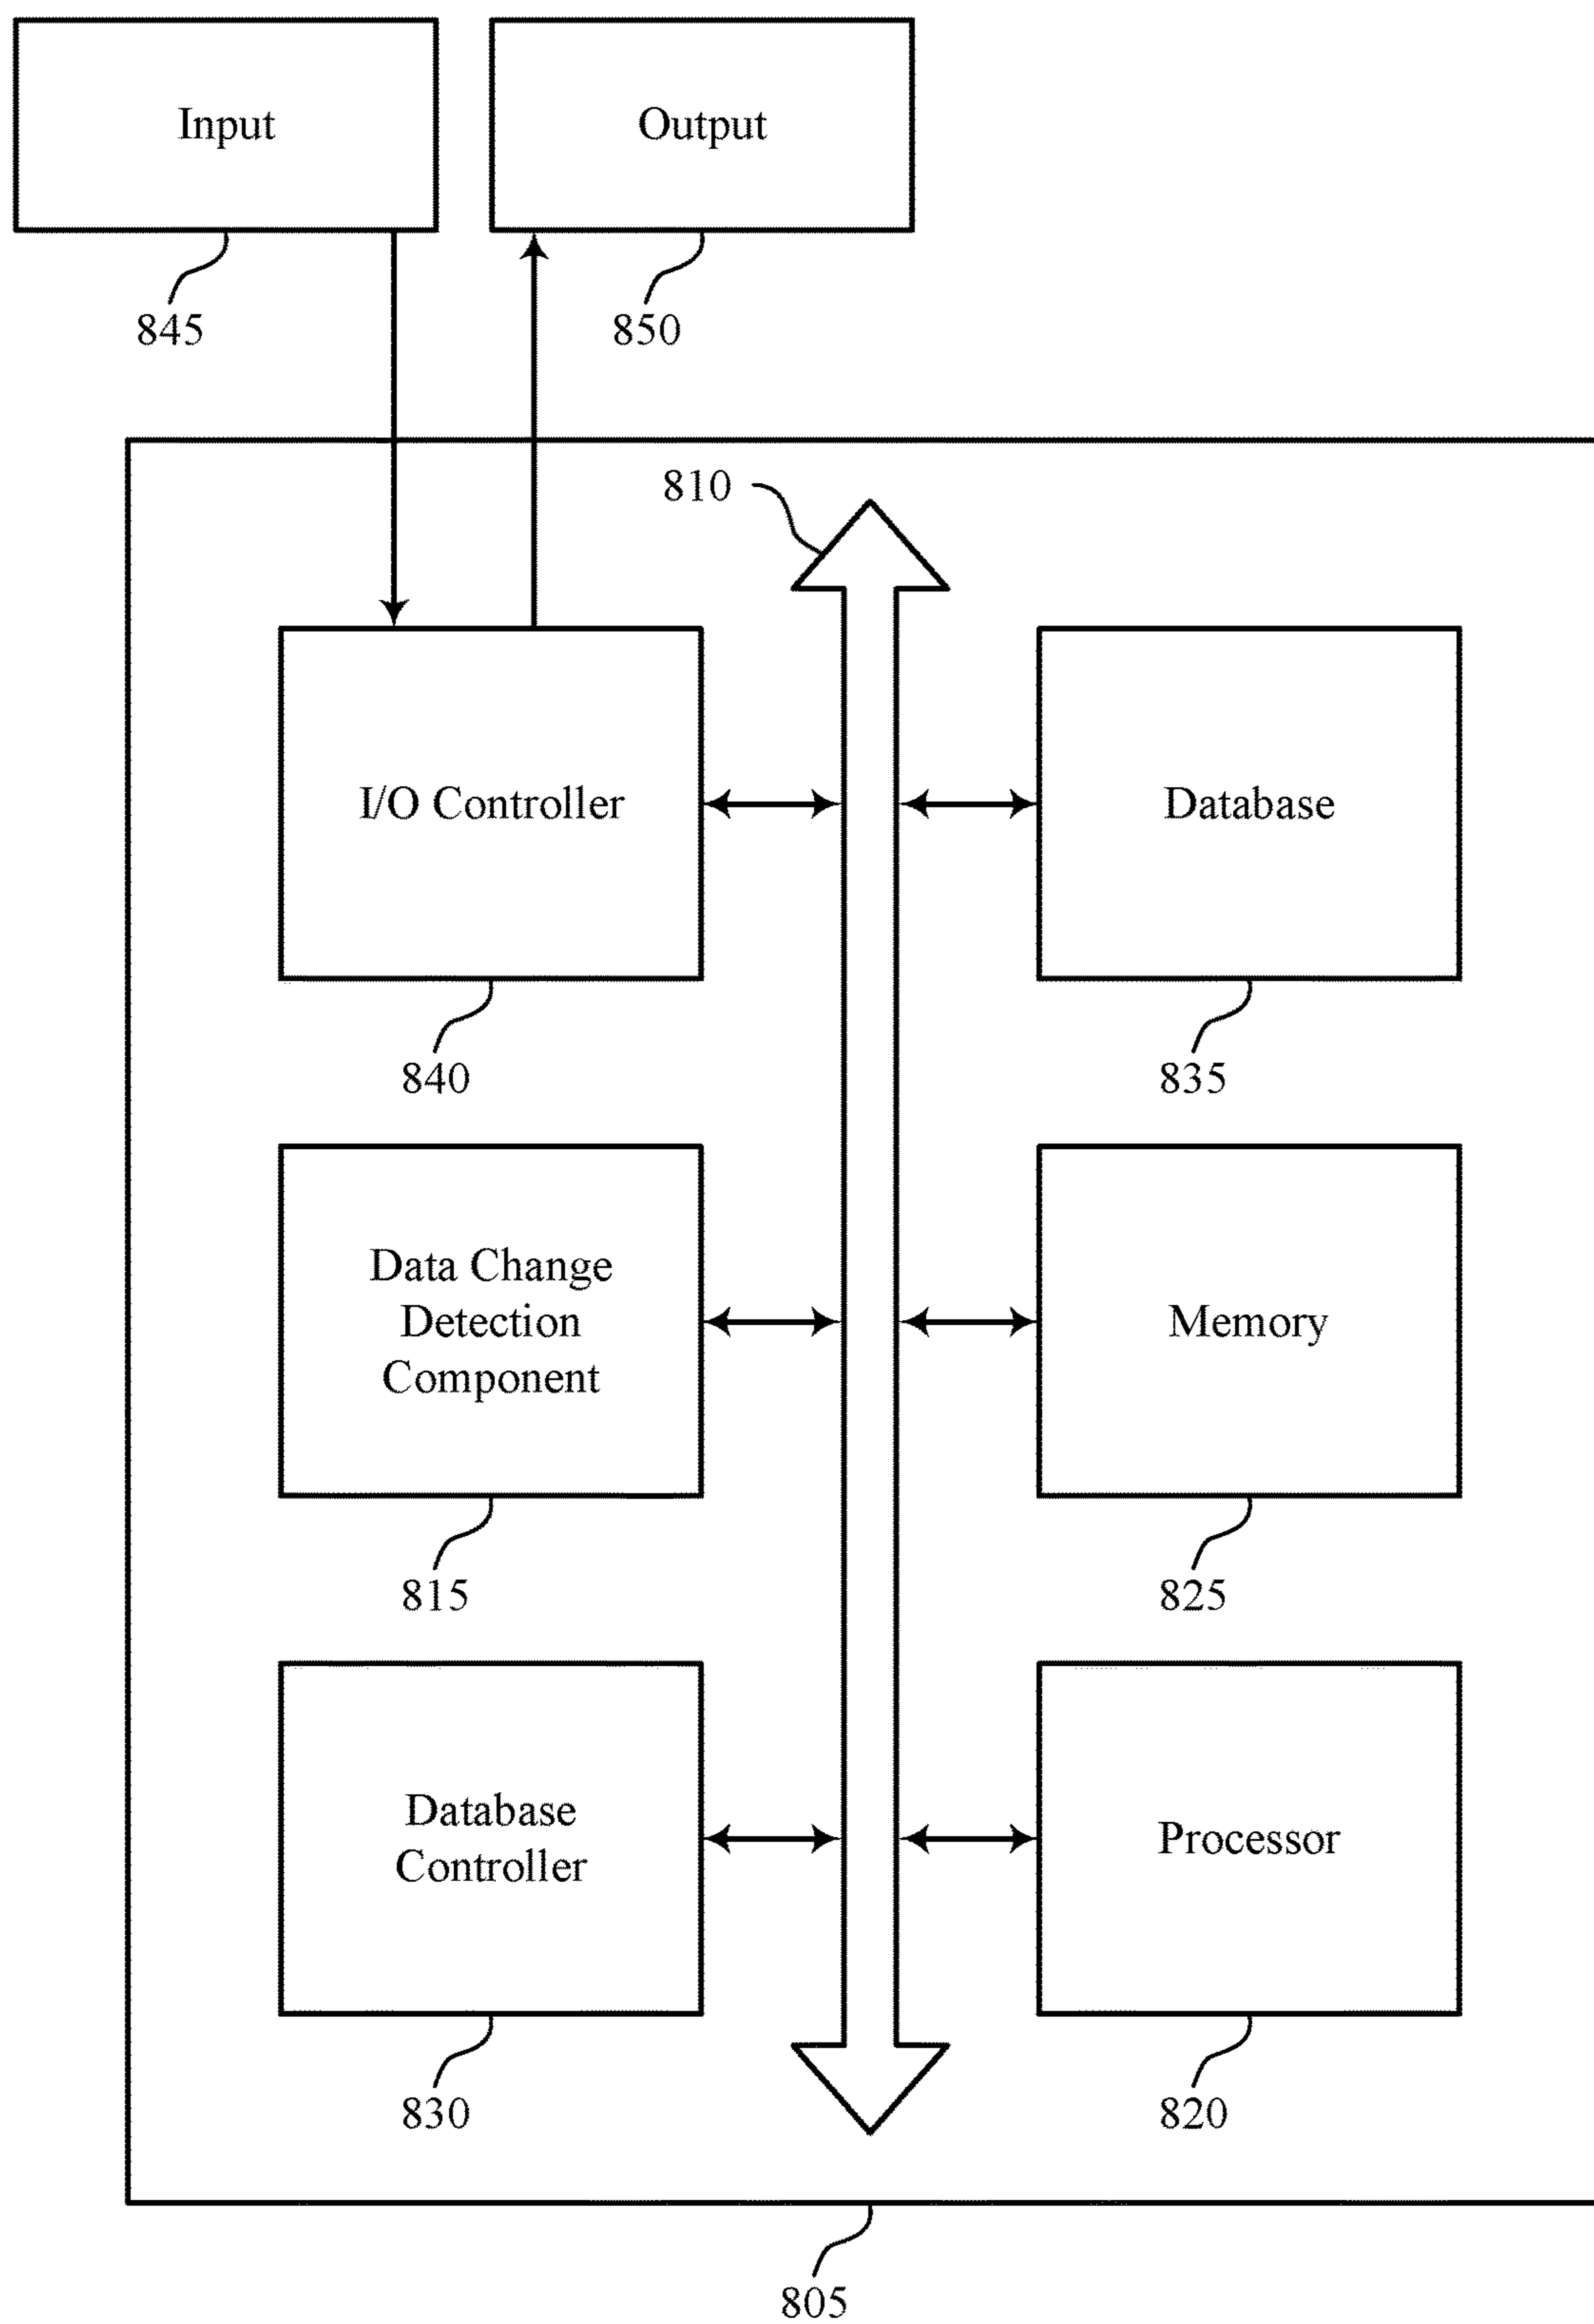 Input
Output
845
850
810
I/O Controller
Database
840
835
Data Change
Detection
Component
Memory
815
825
Database
Controller
Processor
830
820
805